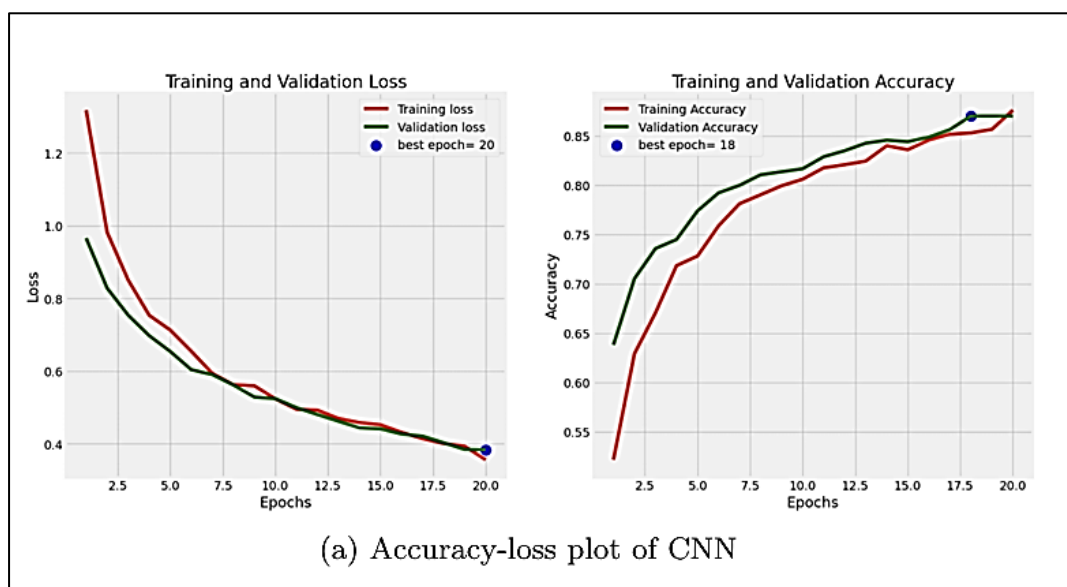 Training and Validation Loss
Training loss
Validation loss
best epoch= 20
1.2
1.0
0.8
0.6
0.4
Loss
2.5 5.0 7.5 10.0 12.5 15.0 17.5 20.0
Epochs
Training and Validation Accuracy
Training Accuracy
Validation Accuracy
best epoch= 18
0.85
0.80
0.75
0.70
0.65
0.60
0.55
Accuracy
2.5 5.0 7.5 10.0 12.5 15.0 17.5 20.0
Epochs
(a) Accuracy-loss plot of CNN